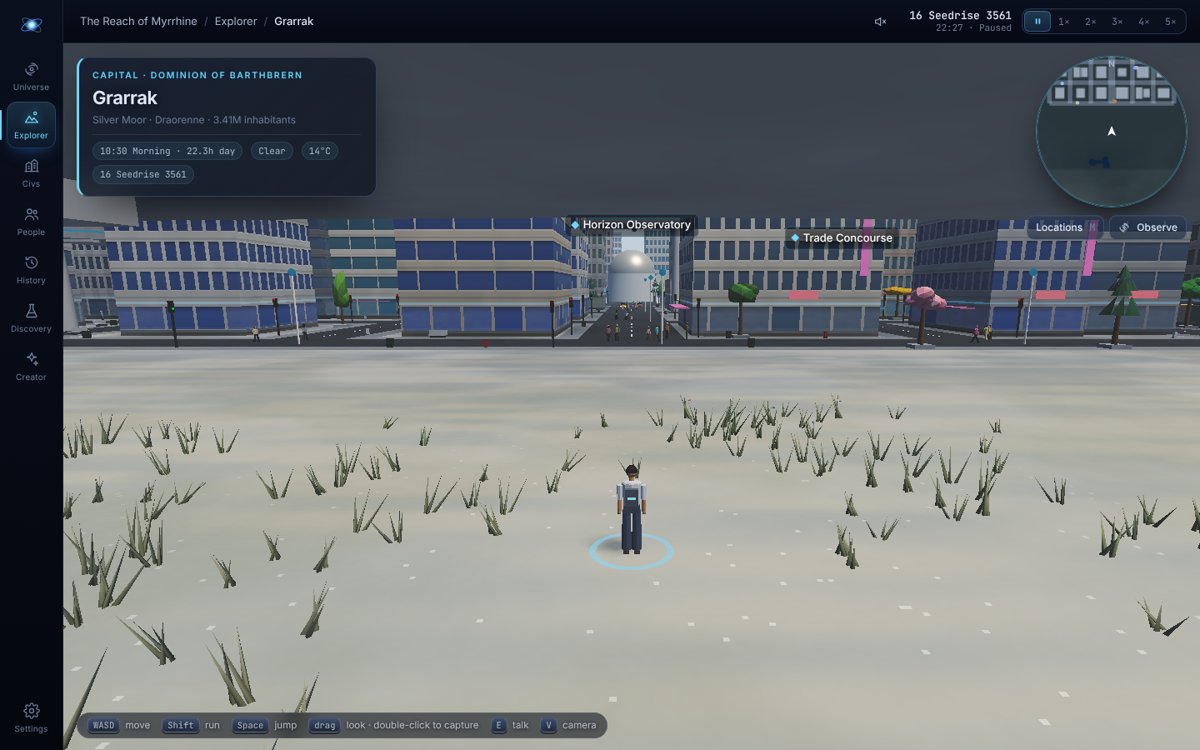 The Reach of Myrrhine / Explorer / Grarrak
16 Seedrise 3561
22:27 · Paused
1×
2×
3×
4×
5×
Universe
Explorer
Civs
People
History
Discovery
Creator
Settings
CAPITAL · DOMINION OF BARTHBRERN
Grarrak
Silver Moor · Draorenne · 3.41M inhabitants
10:30 Morning · 22.3h day
Clear
14°C
16 Seedrise 3561
N
Locations M
Observe
Horizon Observatory
Trade Concourse
WASD move Shift run Space jump drag look · double-click to capture E talk V camera